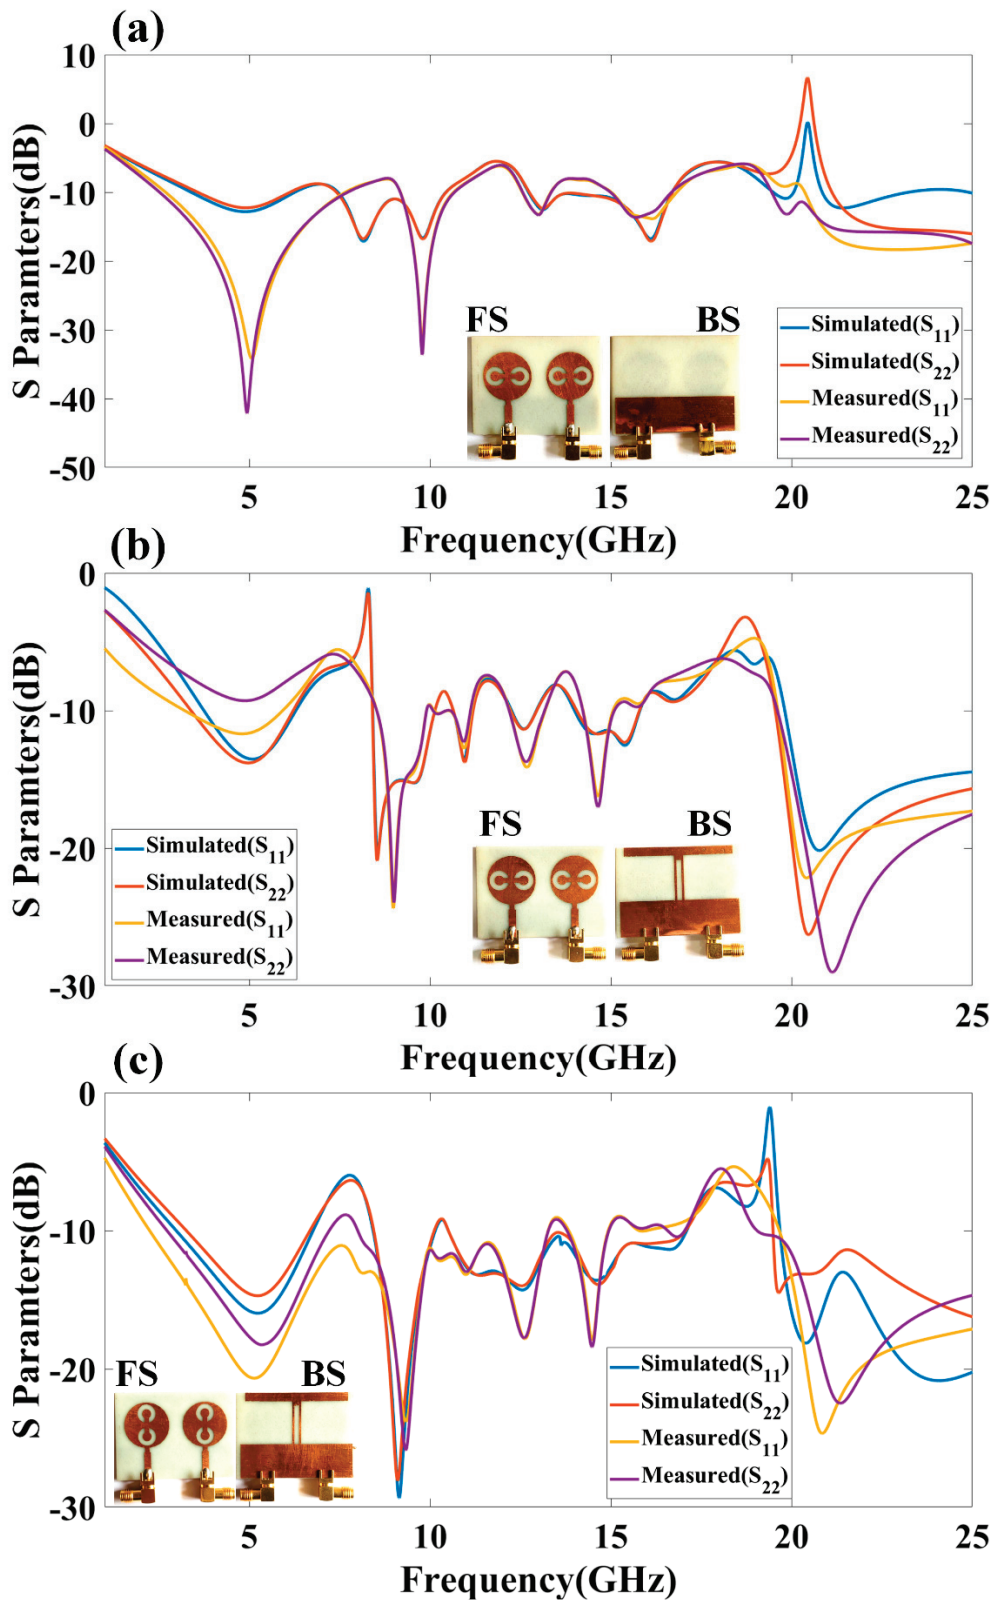 (a)
10
0
-10
-20
-30
-40
-50
S Paramters(dB)
FS
BS
Simulated(S11)
Simulated(S22)
Measured(S11)
Measured(S22)
5
10
15
20
25
Frequency(GHz)
(b)
0
-10
-20
-30
S Paramters(dB)
Simulated(S11)
Simulated(S22)
Measured(S11)
Measured(S22)
FS
BS
5
10
15
20
25
Frequency(GHz)
(c)
0
-10
-20
-30
S Paramters(dB)
FS
BS
Simulated(S11)
Simulated(S22)
Measured(S11)
Measured(S22)
5
10
15
20
25
Frequency(GHz)